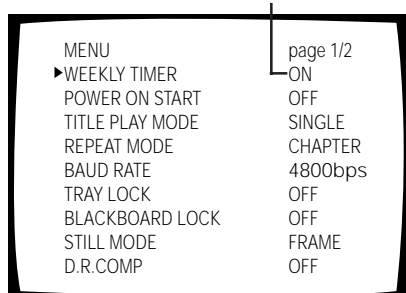 MENU page 1/2
▶WEEKLY TIMER ON
POWER ON START OFF
TITLE PLAY MODE SINGLE
REPEAT MODE CHAPTER
BAUD RATE 4800bps
TRAY LOCK OFF
BLACKBOARD LOCK OFF
STILL MODE FRAME
D.R.COMP OFF